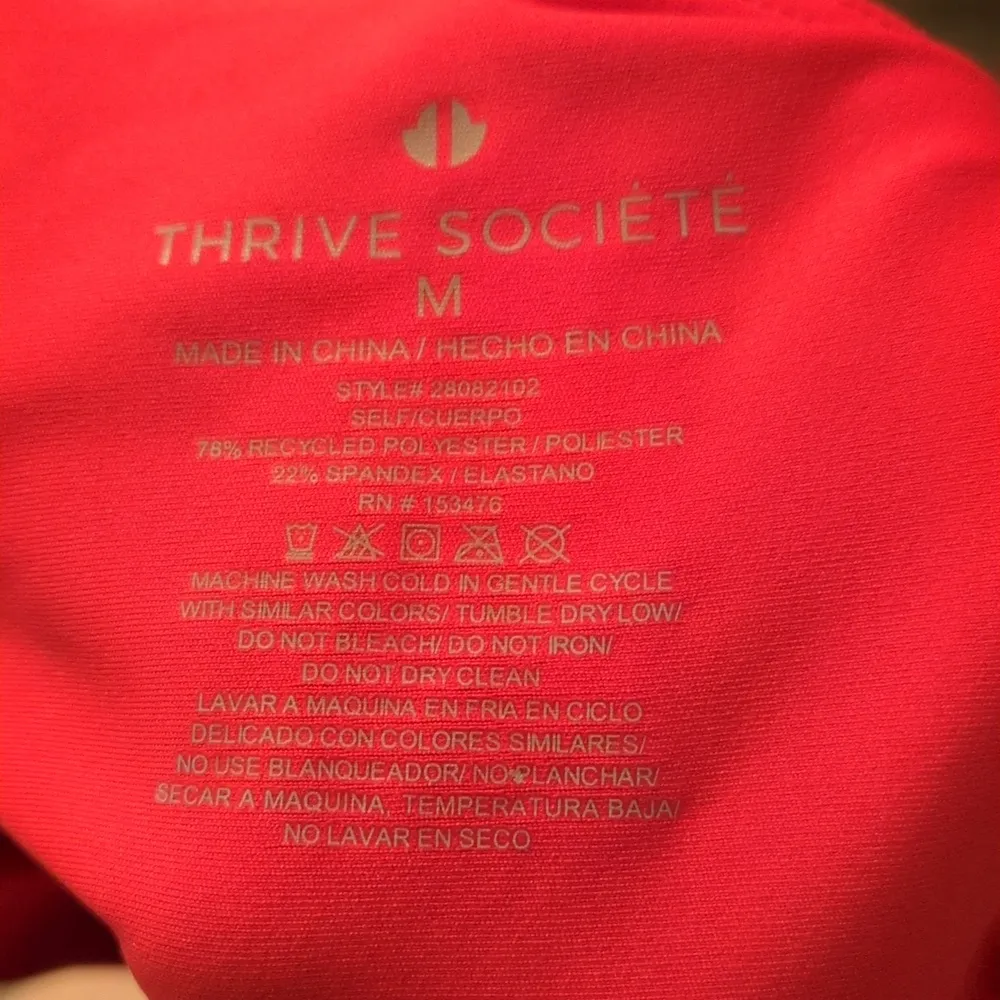 THRIVE SOCIÉTÉ
M
MADE IN CHINA / HECHO EN CHINA
STYLE# 28082102
SELF/CUERPO
78% RECYCLED POLYESTER / POLIESTER
22% SPANDEX / ELASTANO
RN # 153476
MACHINE WASH COLD IN GENTLE CYCLE
WITH SIMILAR COLORS/ TUMBLE DRY LOW/
DO NOT BLEACH/ DO NOT IRON/
DO NOT DRY CLEAN
LAVAR A MAQUINA EN FRIA EN CICLO
DELICADO CON COLORES SIMILARES/
NO USE BLANQUEADOR/ NO PLANCHAR/
SECAR A MAQUINA, TEMPERATURA BAJA/
NO LAVAR EN SECO